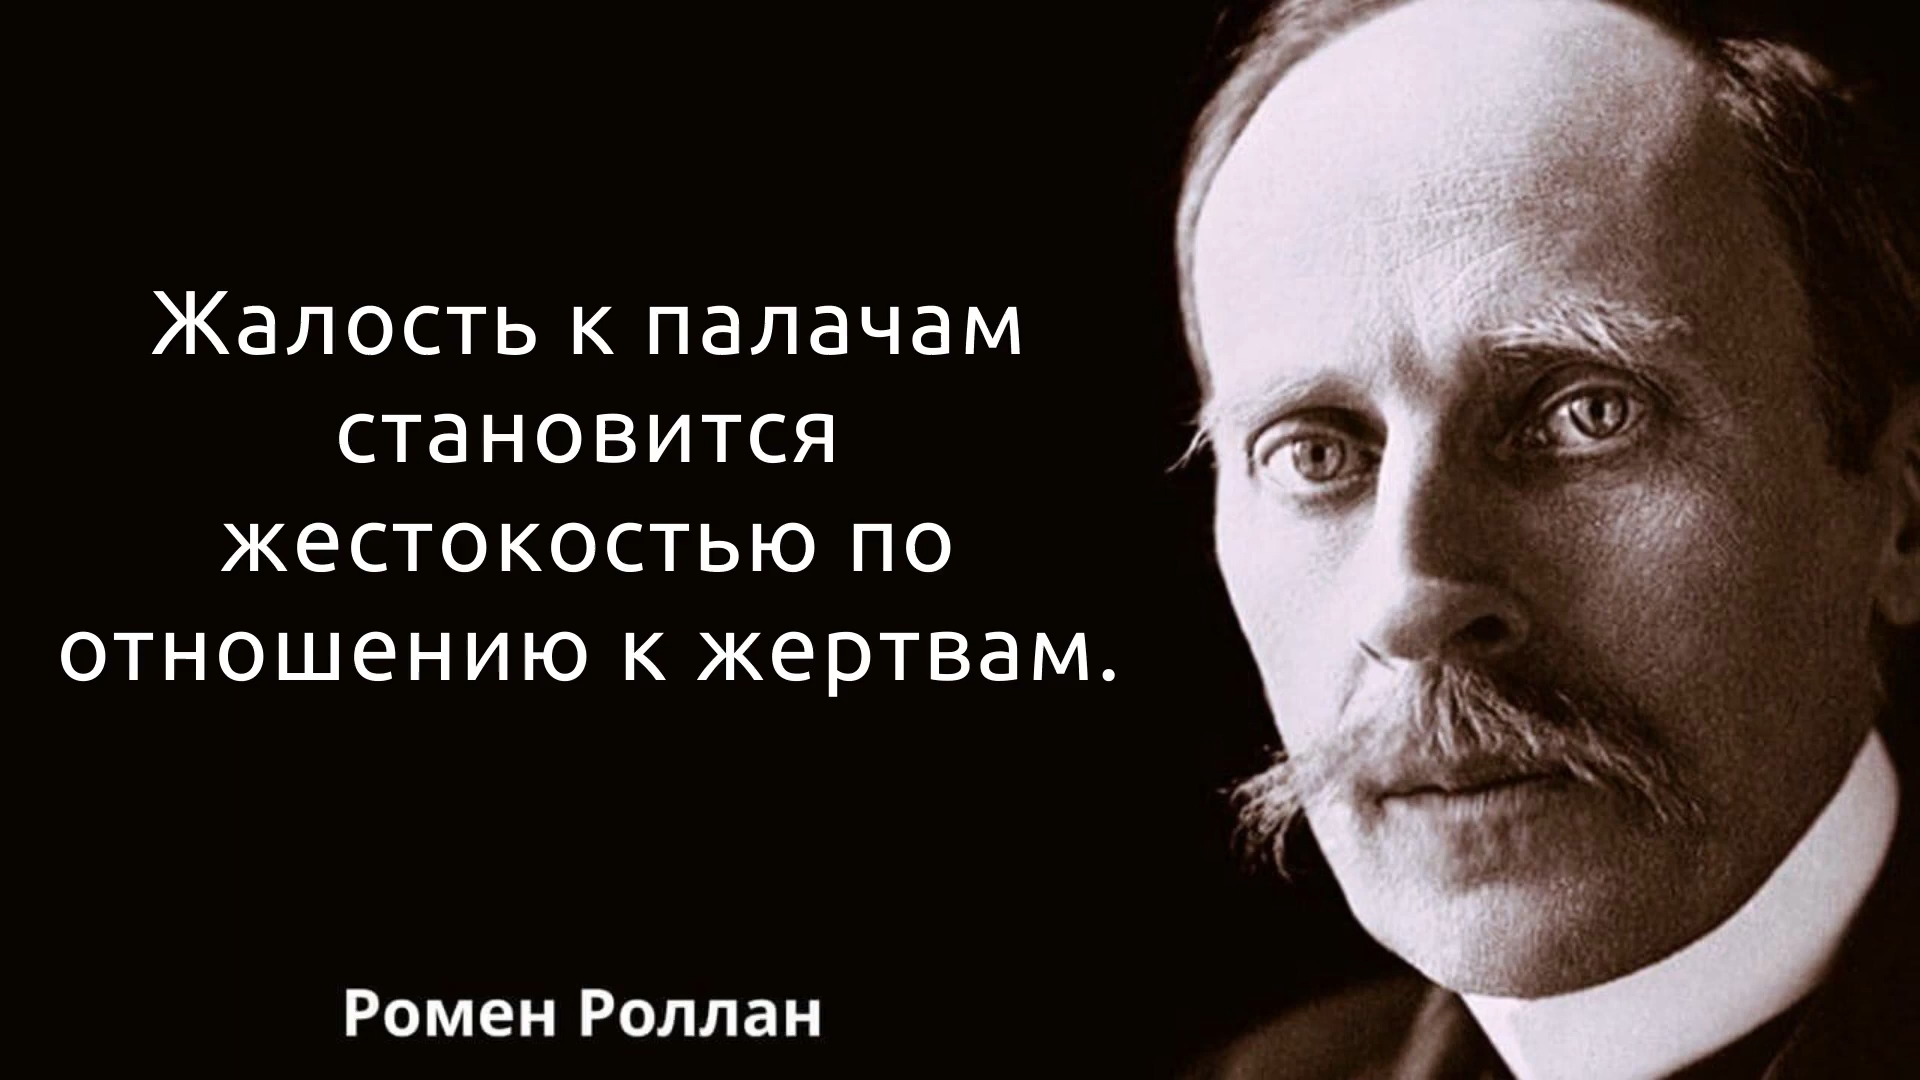 Жалость к палачам
становится
жестокостью по
отношению к жертвам.
Ромен Роллан